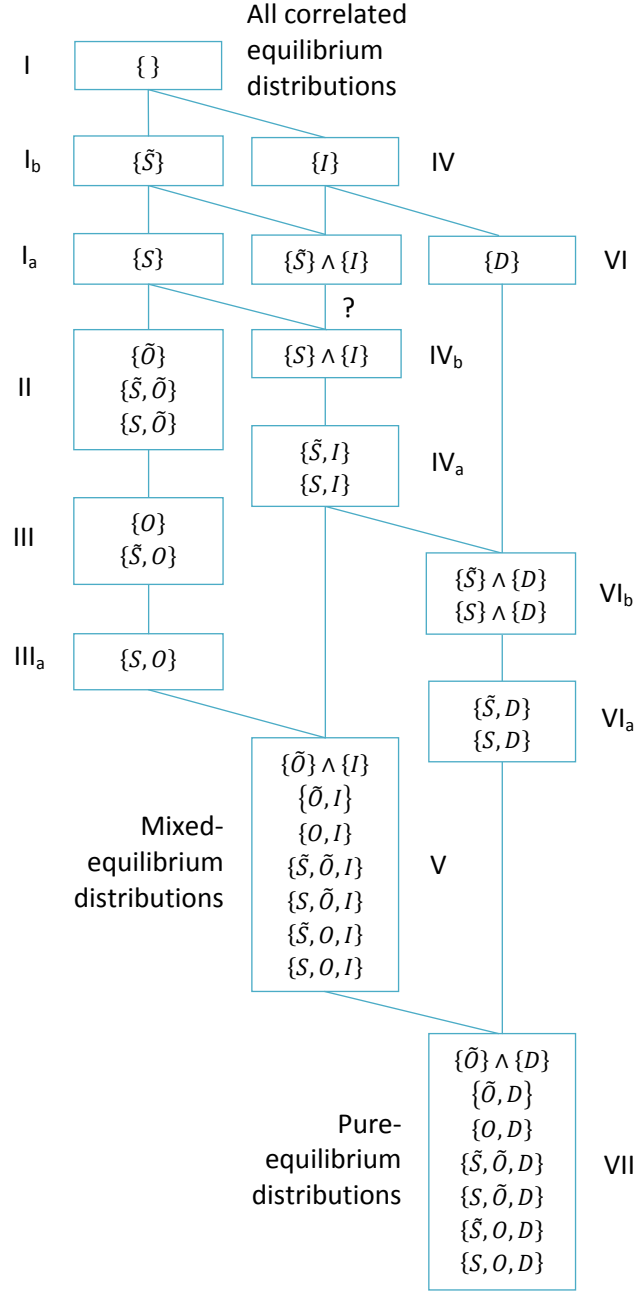 All correlated
equilibrium
distributions
I
{ }
I_b
{S̃}
{I}
IV
I_a
{S}
{S̃} ∧ {I}
{D}
VI
?
II
{Õ}
{S̃, Õ}
{S, Õ}
{S} ∧ {I}
IV_b
{S̃, I}
{S, I}
IV_a
III
{O}
{S̃, O}
{S̃} ∧ {D}
{S} ∧ {D}
VI_b
III_a
{S, O}
{S̃, D}
{S, D}
VI_a
Mixed-
equilibrium
distributions
{Õ} ∧ {I}
{Õ, I}
{O, I}
{S̃, Õ, I}
{S, Õ, I}
{S̃, O, I}
{S, O, I}
V
Pure-
equilibrium
distributions
{Õ} ∧ {D}
{Õ, D}
{O, D}
{S̃, Õ, D}
{S, Õ, D}
{S̃, O, D}
{S, O, D}
VII